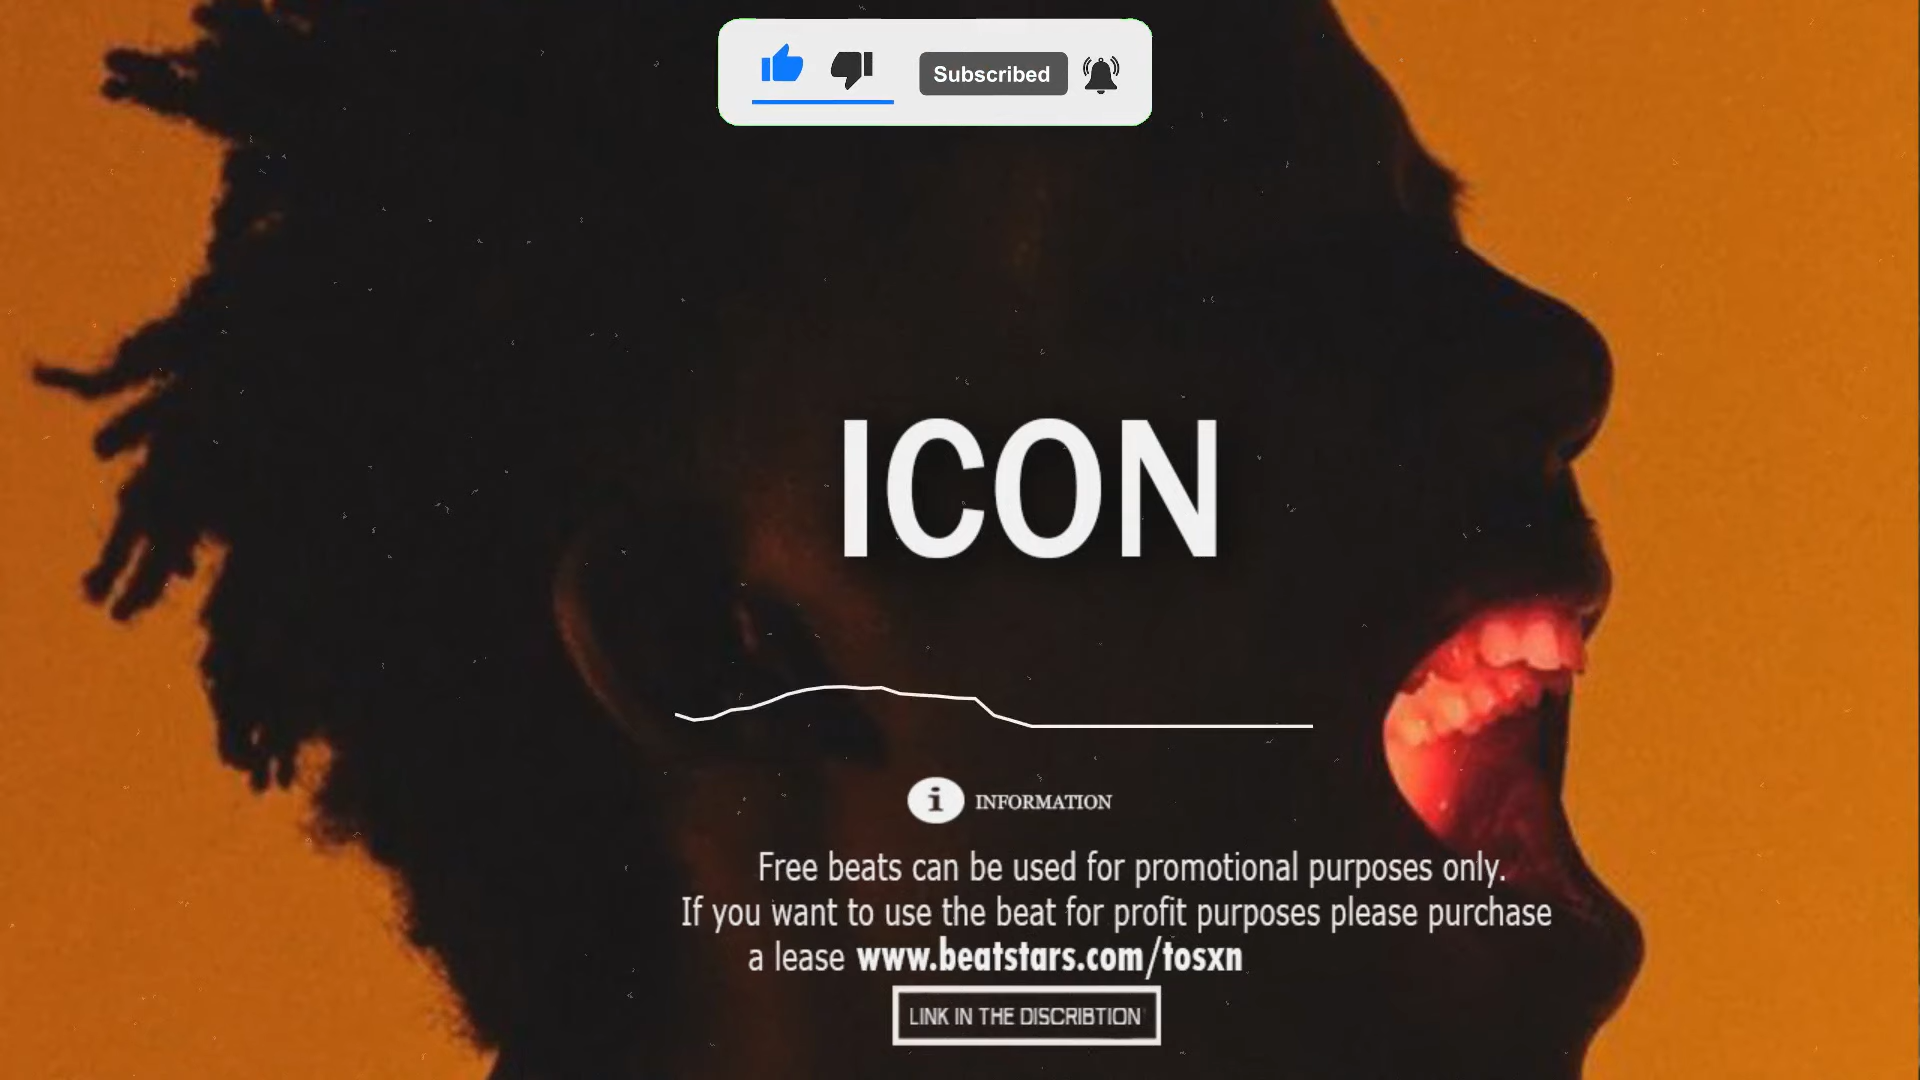 Subscribed
ICON
i INFORMATION
Free beats can be used for promotional purposes only.
If you want to use the beat for profit purposes please purchase
a lease www.beatstars.com/tosxn
LINK IN THE DISCRIBTION